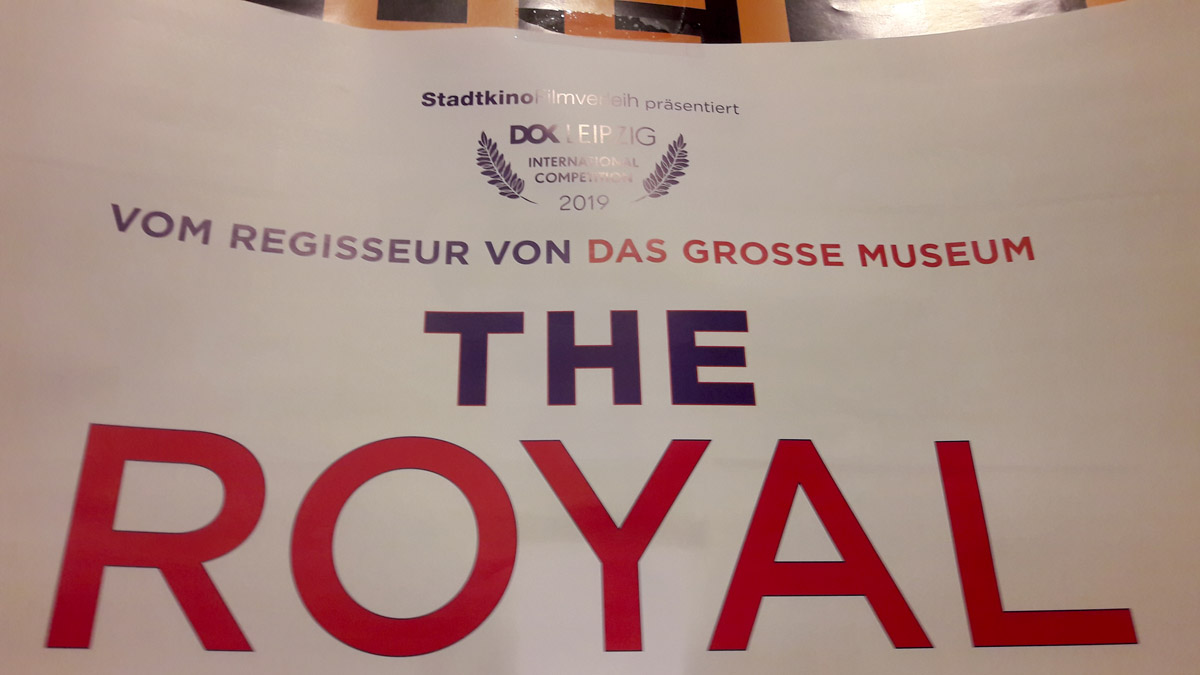 StadtkinoFilmverleih präsentiert
DOK LEIPZIG
INTERNATIONAL
COMPETITION
2019
VOM REGISSEUR VON DAS GROSSE MUSEUM
THE
ROYAL